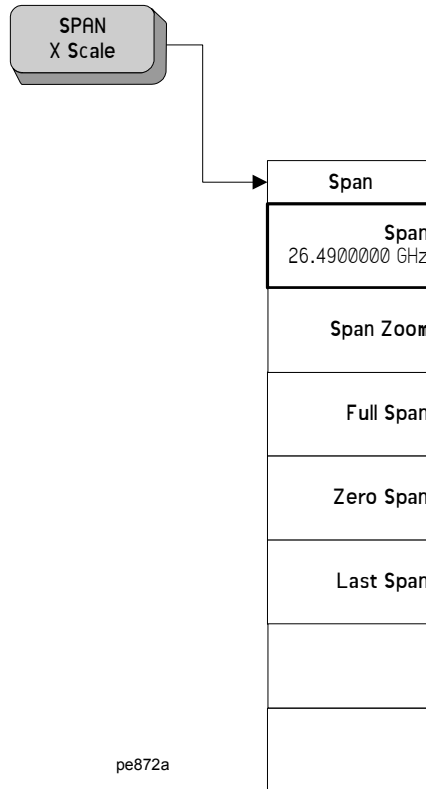 SPAN
X Scale
Span
Span
26.4900000 GHz
Span Zoom
Full Span
Zero Span
Last Span
pe872a